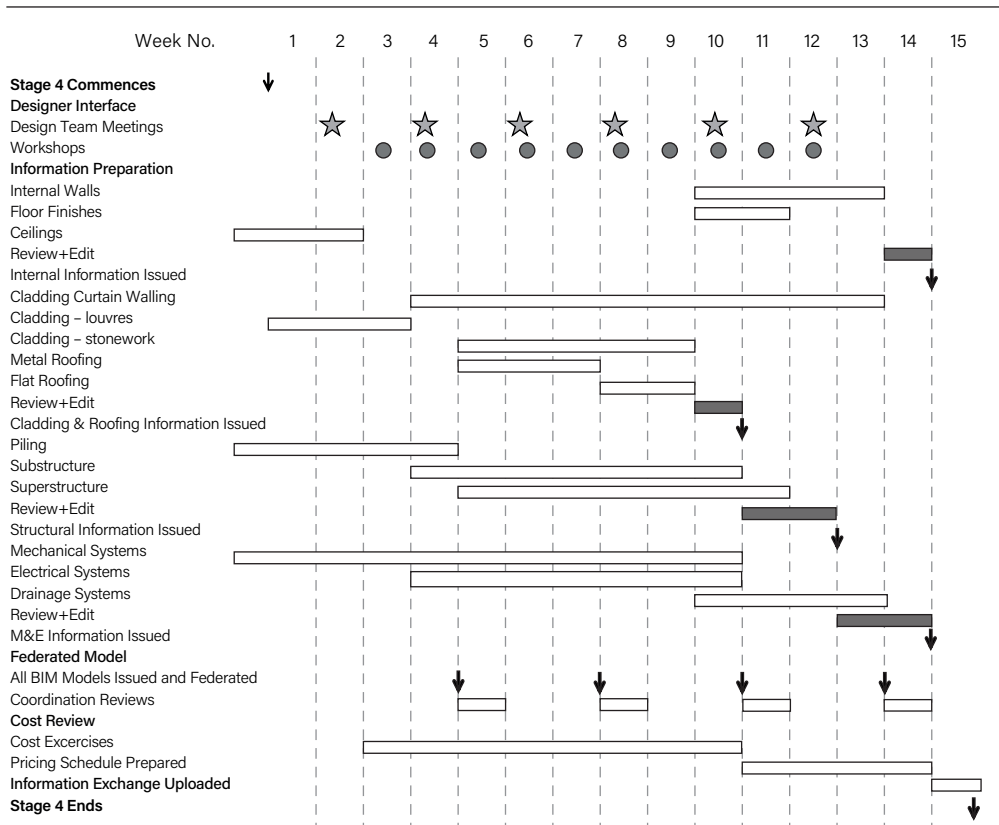 Week No. 1 2 3 4 5 6 7 8 9 10 11 12 13 14 15
Stage 4 Commences
Designer Interface
Design Team Meetings
Workshops
Information Preparation
Internal Walls
Floor Finishes
Ceilings
Review+Edit
Internal Information Issued
Cladding Curtain Walling
Cladding – louvres
Cladding – stonework
Metal Roofing
Flat Roofing
Review+Edit
Cladding & Roofing Information Issued
Piling
Substructure
Superstructure
Review+Edit
Structural Information Issued
Mechanical Systems
Electrical Systems
Drainage Systems
Review+Edit
M&E Information Issued
Federated Model
All BIM Models Issued and Federated
Coordination Reviews
Cost Review
Cost Excercises
Pricing Schedule Prepared
Information Exchange Uploaded
Stage 4 Ends